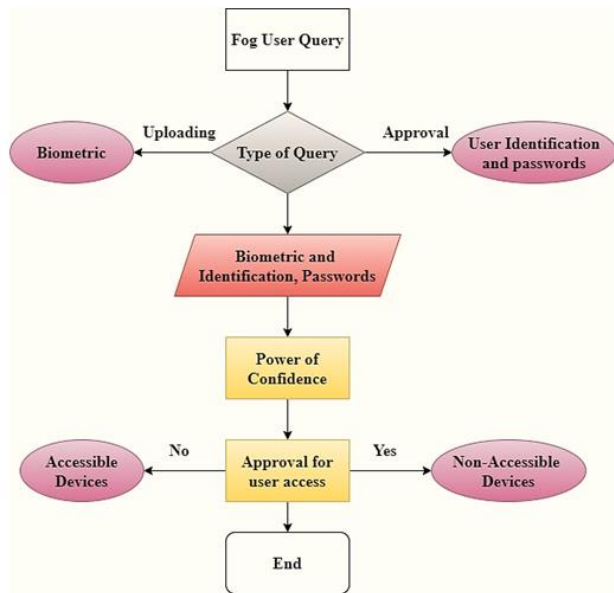 Fog User Query
Uploading
Approval
Biometric
Type of Query
User Identification
and passwords
Biometric and
Identification, Passwords
Power of
Confidence
No
Yes
Accessible
Devices
Approval for
user access
Non-Accessible
Devices
End